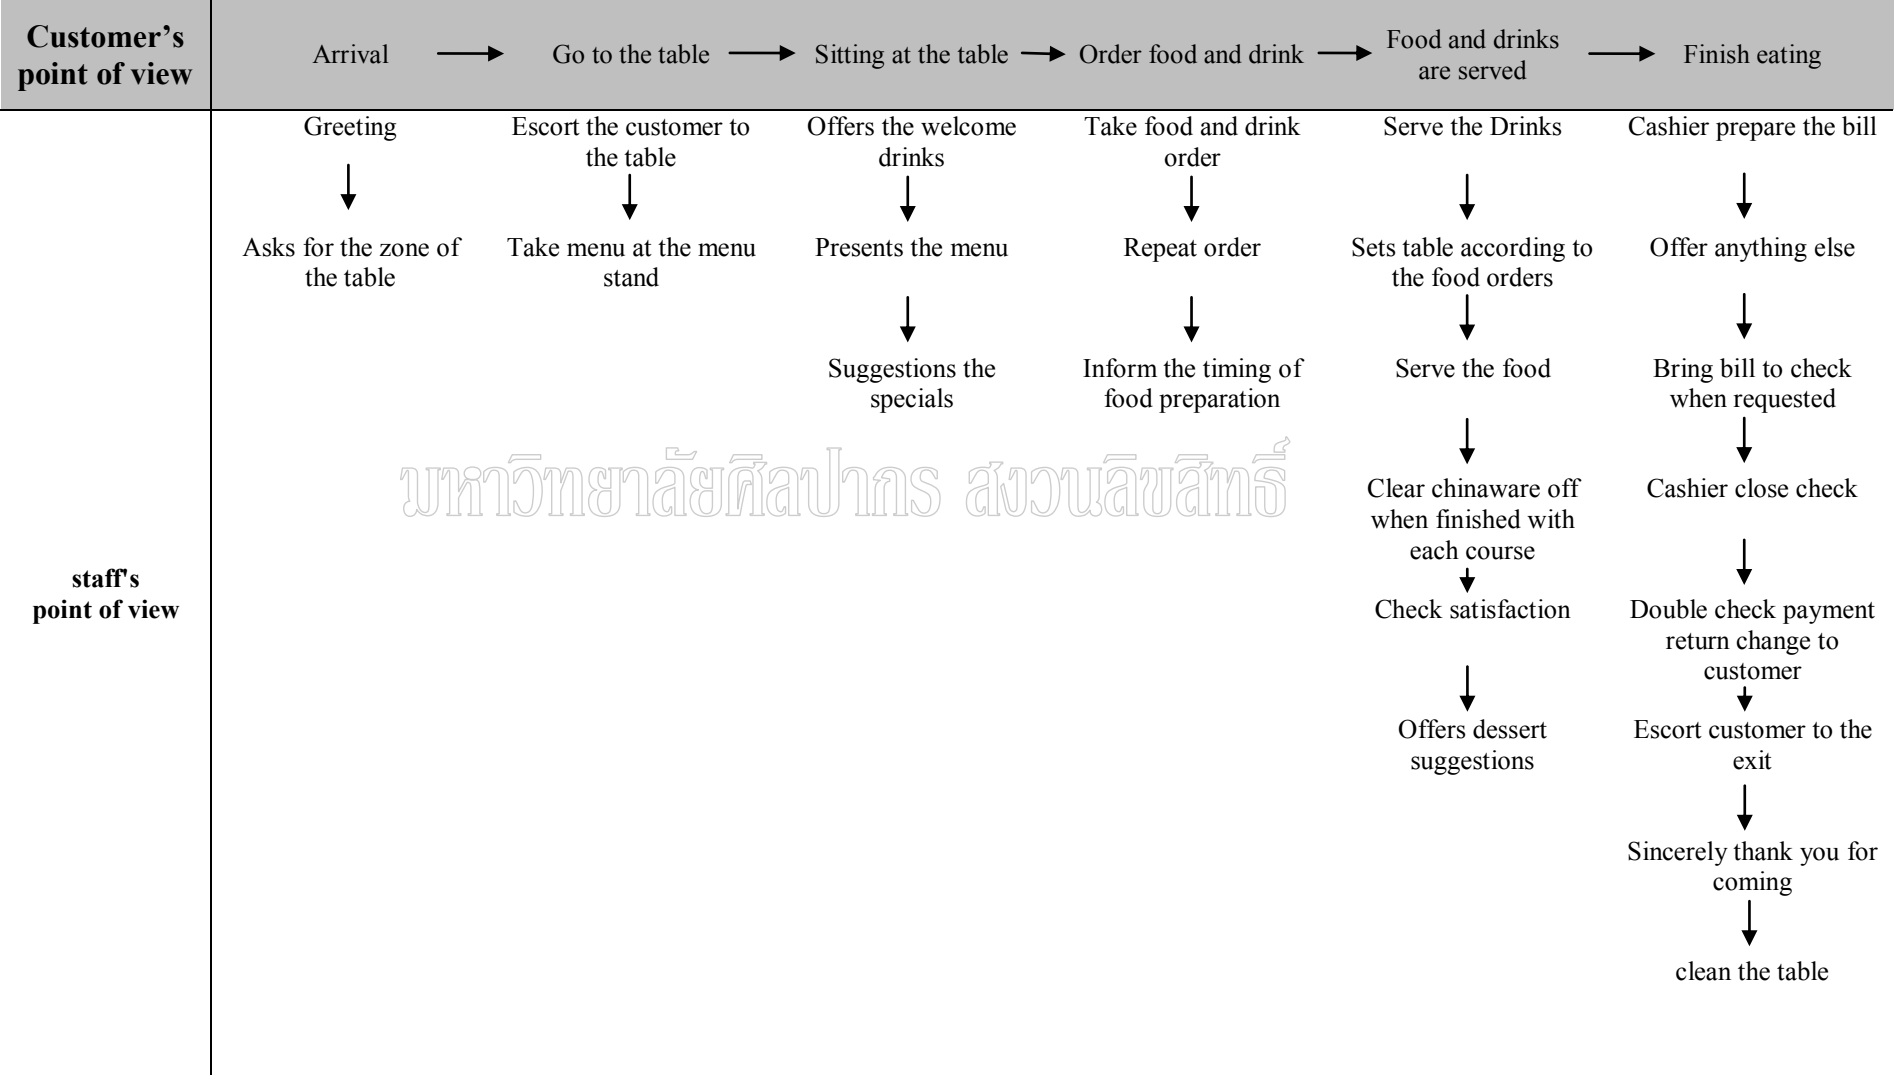 Customer’s
point of view
Arrival
Go to the table
Sitting at the table
Order food and drink
Food and drinks
are served
Finish eating
staff's
point of view
Greeting
Asks for the zone of
the table
Escort the customer to
the table
Take menu at the menu
stand
Offers the welcome
drinks
Presents the menu
Suggestions the
specials
Take food and drink
order
Repeat order
Inform the timing of
food preparation
Serve the Drinks
Sets table according to
the food orders
Serve the food
Clear chinaware off
when finished with
each course
Check satisfaction
Offers dessert
suggestions
Cashier prepare the bill
Offer anything else
Bring bill to check
when requested
Cashier close check
Double check payment
return change to
customer
Escort customer to the
exit
Sincerely thank you for
coming
clean the table
มหาวิทยาลัยศิลปากร สงวนลิขสิทธิ์